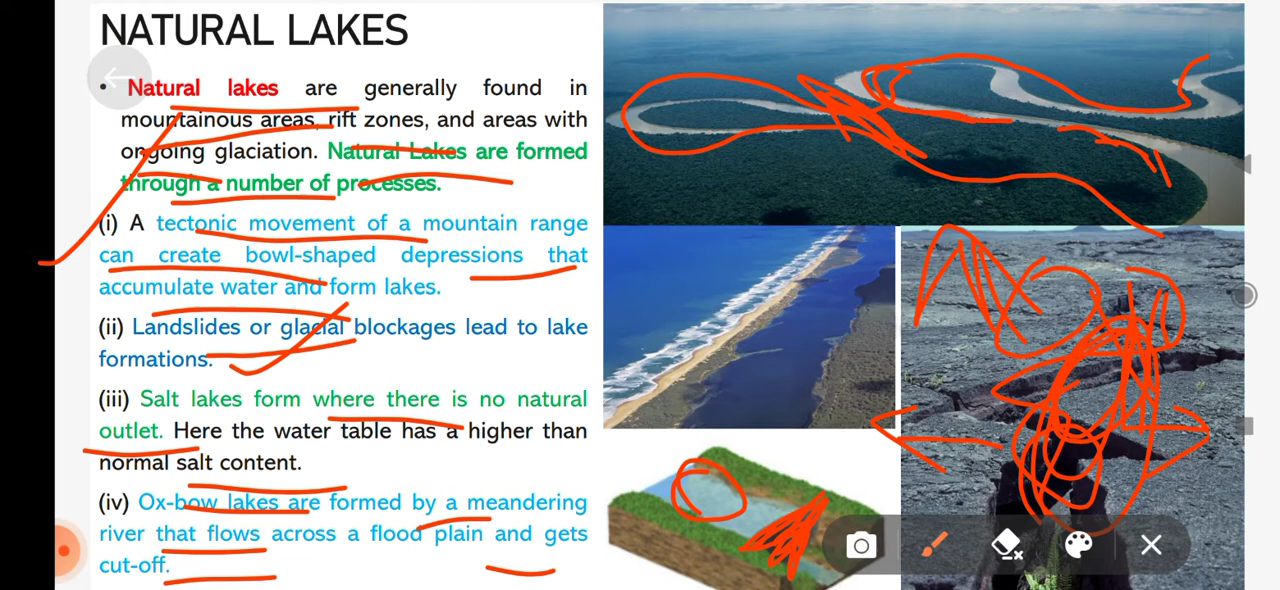 NATURAL LAKES
• Natural lakes are generally found in
mountainous areas, rift zones, and areas with
ongoing glaciation. Natural Lakes are formed
through a number of processes.
(i) A tectonic movement of a mountain range
can create bowl-shaped depressions that
accumulate water and form lakes.
(ii) Landslides or glacial blockages lead to lake
formations.
(iii) Salt lakes form where there is no natural
outlet. Here the water table has a higher than
normal salt content.
(iv) Ox-bow lakes are formed by a meandering
river that flows across a flood plain and gets
cut-off.